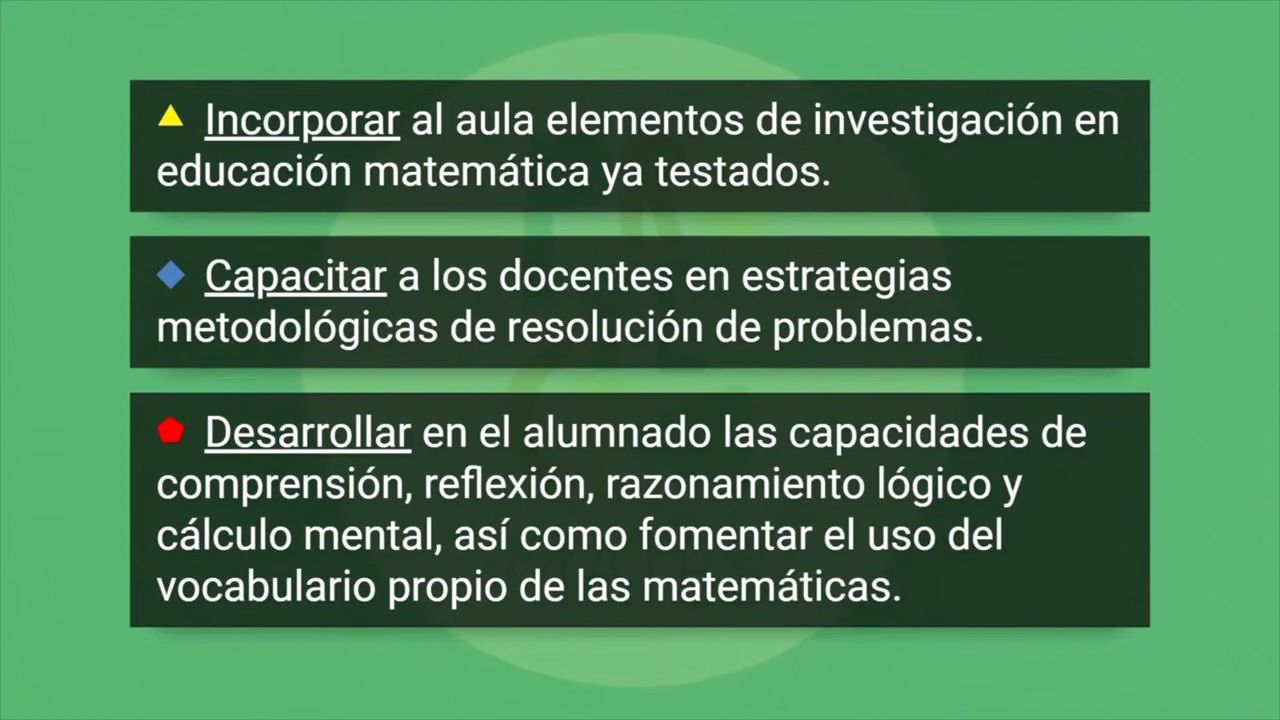 Incorporar al aula elementos de investigación en
educación matemática ya testados.
Capacitar a los docentes en estrategias
metodológicas de resolución de problemas.
Desarrollar en el alumnado las capacidades de
comprensión, reflexión, razonamiento lógico y
cálculo mental, así como fomentar el uso del
vocabulario propio de las matemáticas.